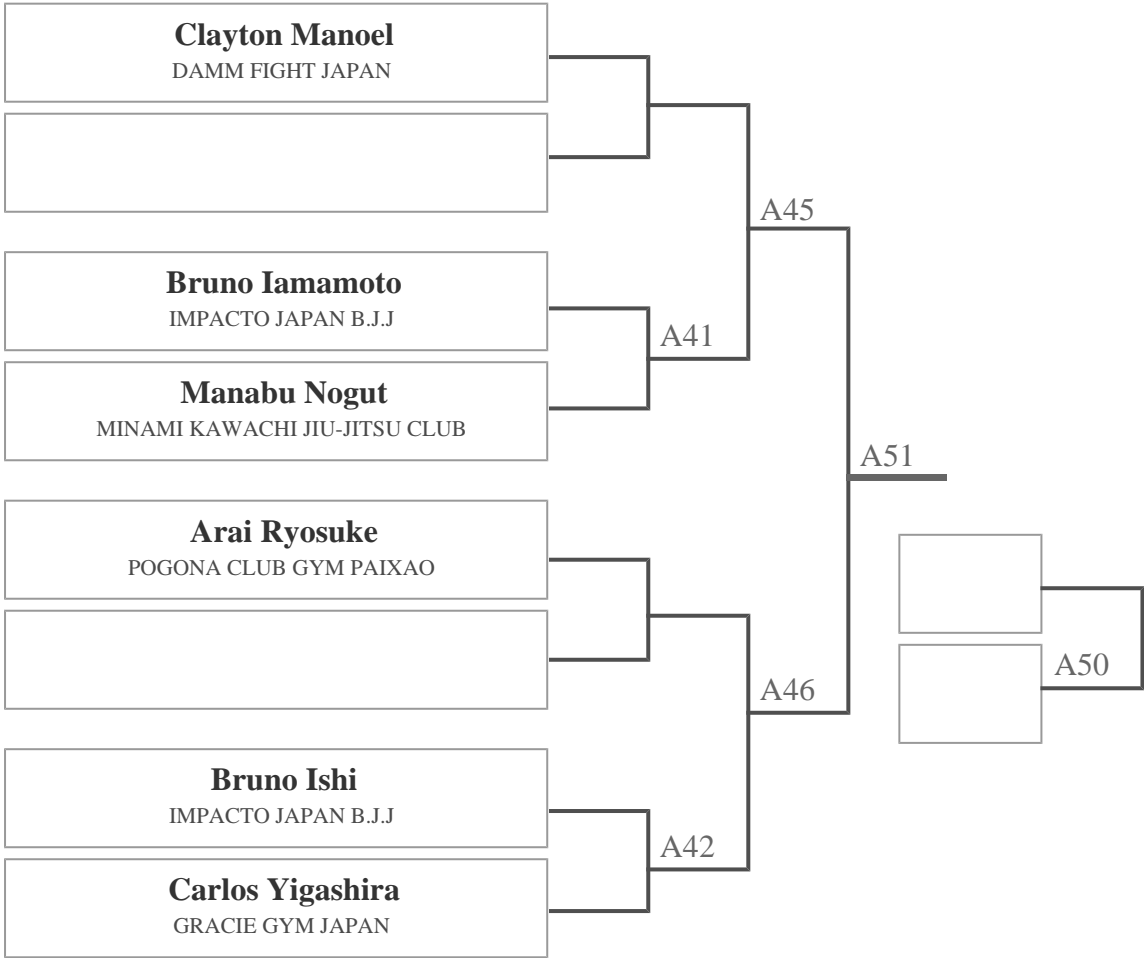 Clayton Manoel
DAMM FIGHT JAPAN
A45
Bruno Iamamoto
IMPACTO JAPAN B.J.J
A41
Manabu Nogut
MINAMI KAWACHI JIU-JITSU CLUB
A51
Arai Ryosuke
POGONA CLUB GYM PAIXAO
A50
A46
Bruno Ishi
IMPACTO JAPAN B.J.J
A42
Carlos Yigashira
GRACIE GYM JAPAN